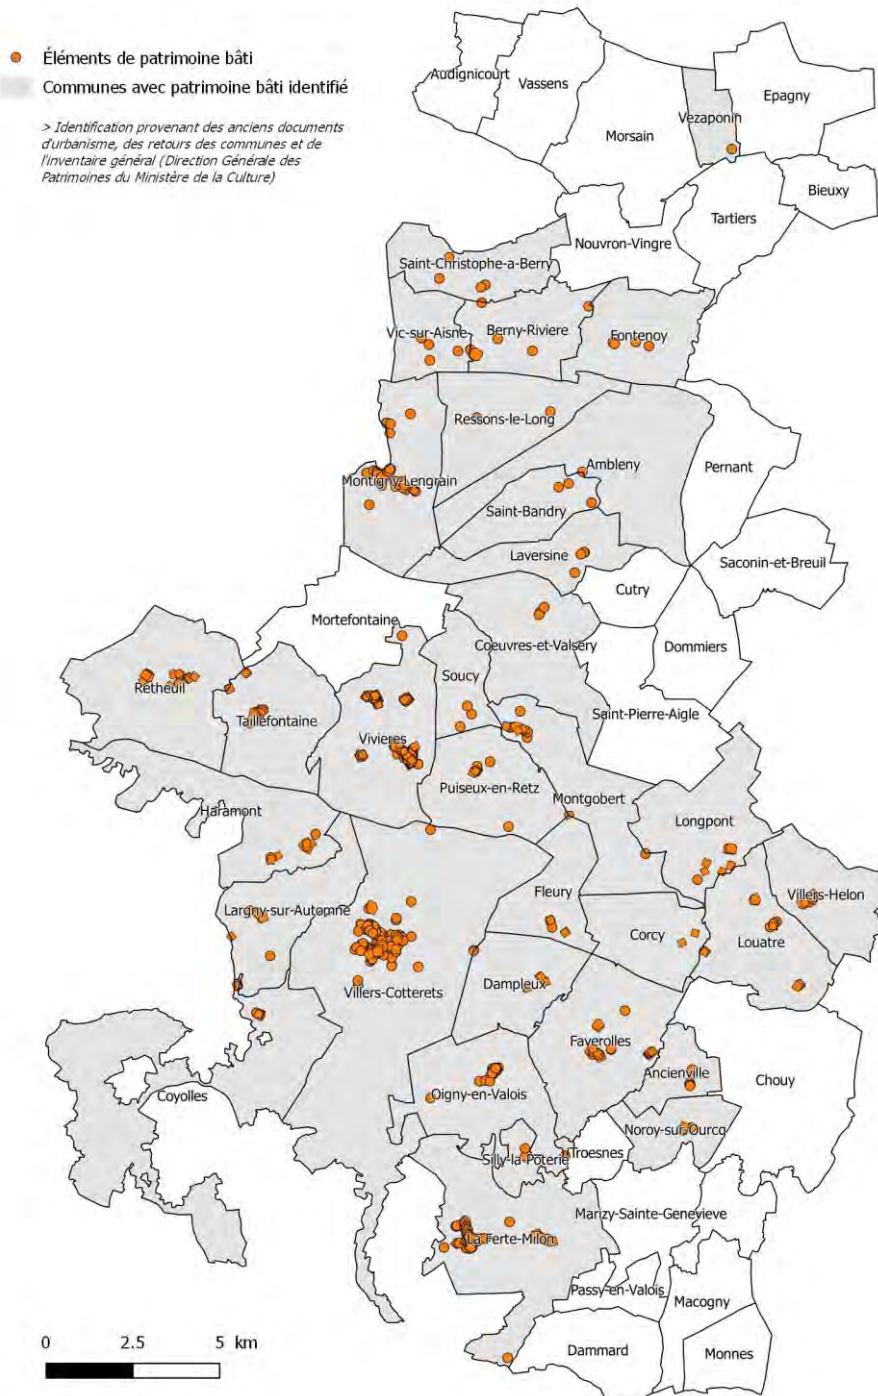 Éléments de patrimoine bâti
Communes avec patrimoine bâti identifié
> Identification provenant des anciens documents
d'urbanisme, des retours des communes et de
l'inventaire général (Direction Générale des
Patrimoines du Ministère de la Culture)
Audignicourt
Vassens
Epagny
Vezaponin
Morsain
Bieuxy
Tartiers
Nouvron-Vingre
Saint-Christophe-a-Berry
Vic-sur-Aisne
Berny-Riviere
Fontenoy
Ressons-le-Long
Ambleny
Pernant
Montigny-Lengrain
Saint-Bandry
Laversine
Saconin-et-Breuil
Cutry
Mortefontaine
Coeuvres-et-Valsery
Dommiers
Soucy
Retheuil
Saint-Pierre-Aigle
Taillefontaine
Vivieres
Puiseux-en-Retz
Montgobert
Haramont
Longpont
Fleury
Villers-Helon
Largny-sur-Automne
Corcy
Louatre
Dampleux
Villers-Cotterets
Faverolles
Ancienville
Chouy
Oigny-en-Valois
Coyolles
Noroy-sur-Ourcq
Troesnes
Silly-la-Poterie
Marizy-Sainte-Genevieve
La Ferte-Milon
Passy-en-Valois
Macogny
Dammard
Monnes
0 2.5 5 km